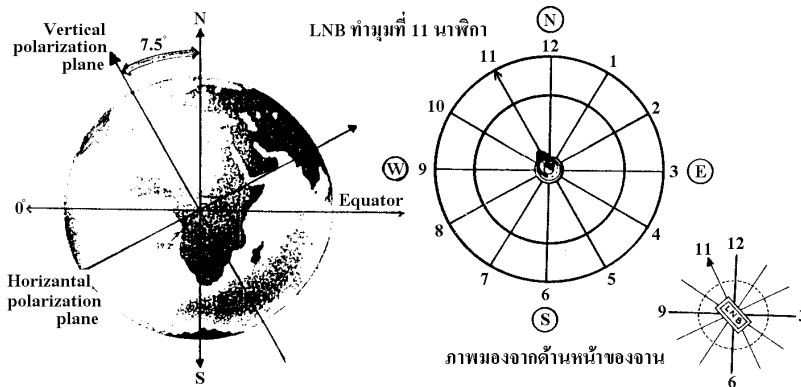 Vertical
polarization
plane
7.5°
N
0°
Equator
19.2°
Horizantal
polarization
plane
S
LNB ทำมุมที่ 11 นาฬิกา
N
12
1
2
3
E
4
5
6
S
7
8
9
W
10
11
ภาพมองจากด้านหน้าของจาน
11
12
9
LNB
3
6